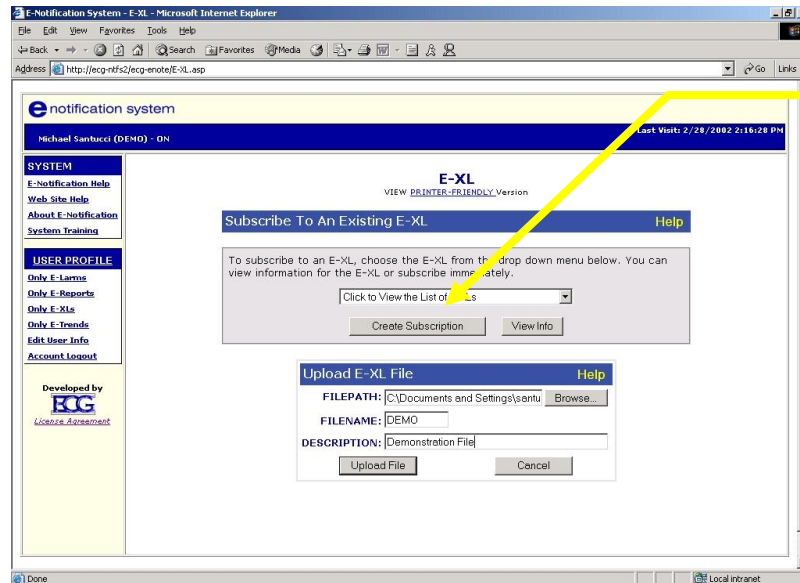 E-Notification System - E-XL - Microsoft Internet Explorer
File Edit View Favorites Tools Help
Back Search Favorites Media
Address http://ecg-ntfs2/ecg-enote/E-XL.asp Go Links
e notification system
Michael Santucci (DEMO) - ON
Last Visit: 2/28/2002 2:16:28 PM
SYSTEM
E-Notification Help
Web Site Help
About E-Notification
System Training
USER PROFILE
Only E-Larms
Only E-Reports
Only E-XLs
Only E-Trends
Edit User Info
Account Logout
Developed by
ECG
License Agreement
E-XL
VIEW PRINTER-FRIENDLY Version
Subscribe To An Existing E-XL Help
To subscribe to an E-XL, choose the E-XL from the drop down menu below. You can
view information for the E-XL or subscribe immediately.
Click to View the List of Ls
Create Subscription View Info
Upload E-XL File Help
FILEPATH: C:\Documents and Settings\santu Browse...
FILENAME: DEMO
DESCRIPTION: Demonstration File
Upload File Cancel
Done Local intranet